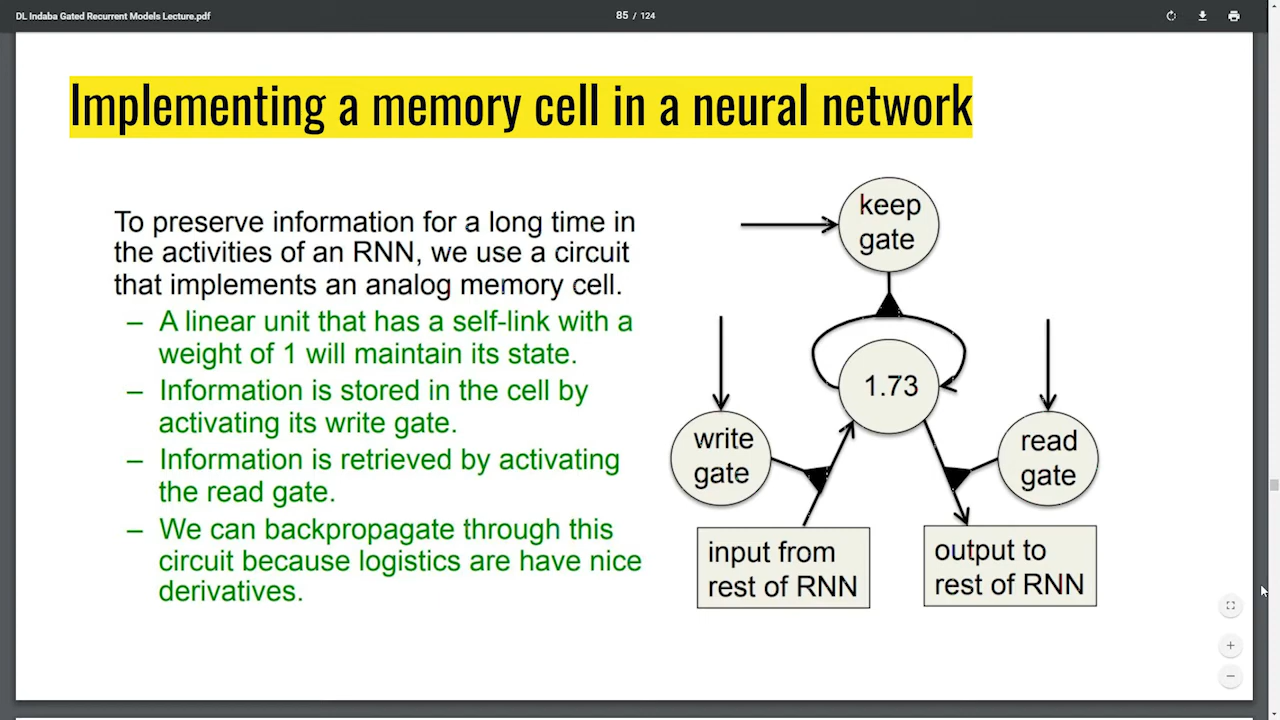 DL Indaba Gated Recurrent Models Lecture.pdf
85 / 124
Implementing a memory cell in a neural network
To preserve information for a long time in
the activities of an RNN, we use a circuit
that implements an analog memory cell.
– A linear unit that has a self-link with a
weight of 1 will maintain its state.
– Information is stored in the cell by
activating its write gate.
– Information is retrieved by activating
the read gate.
– We can backpropagate through this
circuit because logistics are have nice
derivatives.
keep
gate
1.73
write
gate
read
gate
input from
rest of RNN
output to
rest of RNN